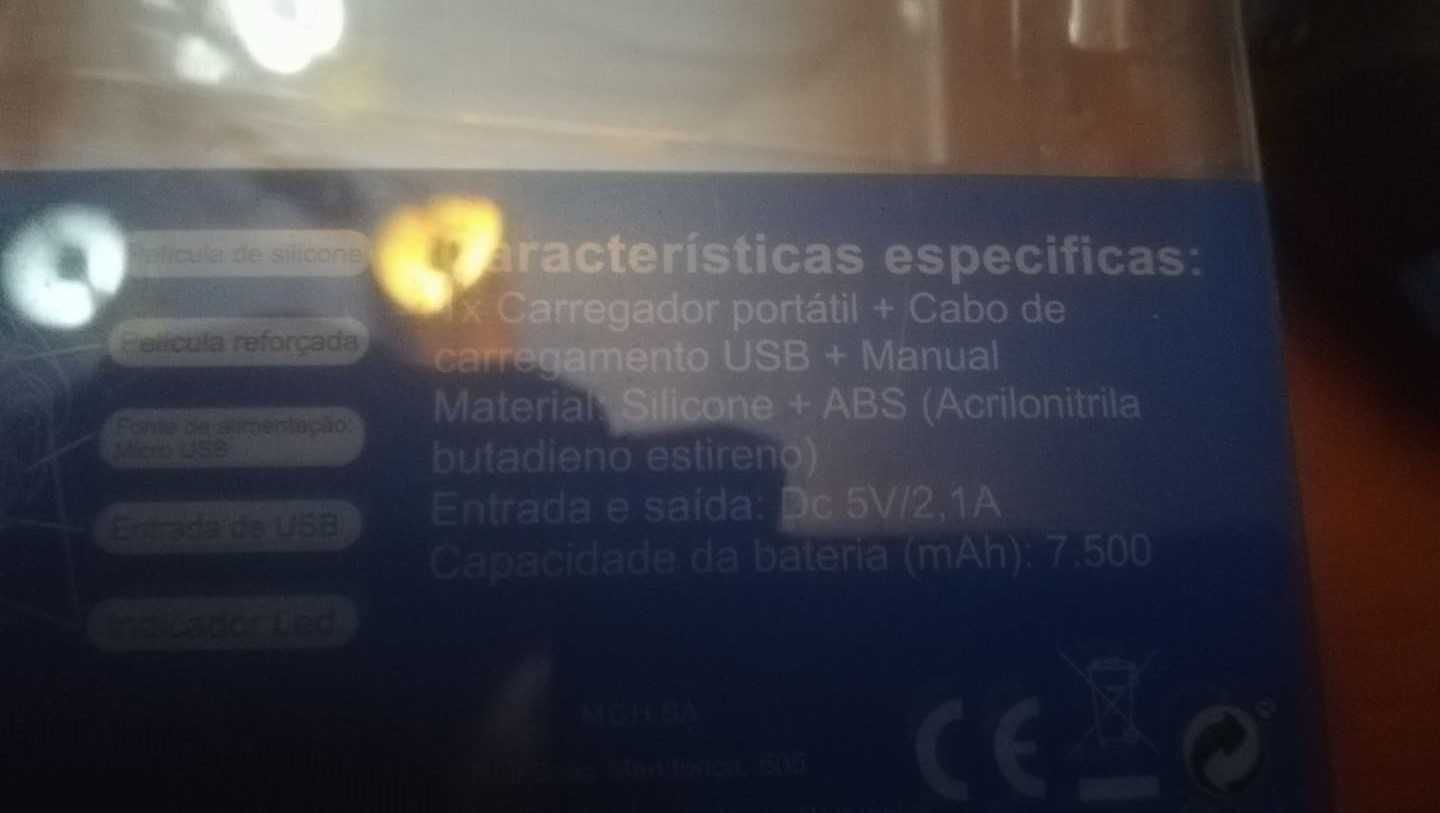 Película de silicone
Película reforçada
Fonte de alimentação:
Micro USB
Entrada de USB
Indicador Led
Características especificas:
1x Carregador portátil + Cabo de
carregamento USB + Manual
Material: Silicone + ABS (Acrilonitrila
butadieno estireno)
Entrada e saída: Dc 5V/2,1A
Capacidade da bateria (mAh): 7.500
CE